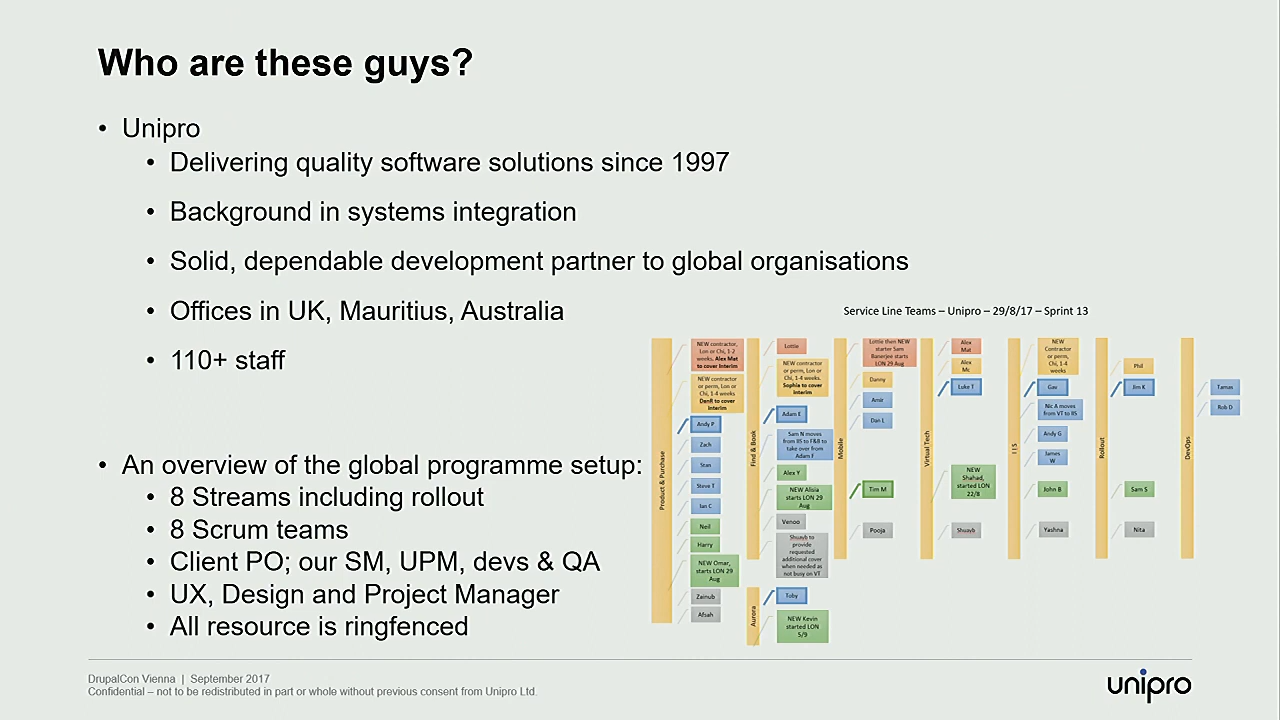 Who are these guys?
• Unipro
• Delivering quality software solutions since 1997
• Background in systems integration
• Solid, dependable development partner to global organisations
• Offices in UK, Mauritius, Australia
• 110+ staff
• An overview of the global programme setup:
• 8 Streams including rollout
• 8 Scrum teams
• Client PO; our SM, UPM, devs & QA
• UX, Design and Project Manager
• All resource is ringfenced
Service Line Teams – Unipro – 29/8/17 – Sprint 13
Product & Purchase
NEW contractor,
Lon or Chi, 1-2
weeks. Alex Mat
to cover Interim
NEW contractor
or perm, Lon or
Chi, 1-4 weeks
DanR to cover
Interim
Andy P
Zach
Stan
Steve T
Ian C
Neil
Harry
NEW Omar,
starts LON 29
Aug
Zainub
Afsah
Find & Book
Lottie
NEW contractor
or perm, Lon or
Chi, 1-4 weeks.
Sophia to cover
Interim
Adam E
Sam N moves
from IIS to F&B to
take over from
Adam F
Alex Y
NEW Alisia
starts LON 29
Aug
Venoo
Shuayb to
provide
requested
additional cover
when needed as
not busy on VT
Aurora
Toby
NEW Kevin
started LON
5/9
Mobile
Lottie then NEW
starter Sam
Banerjee starts
LON 29 Aug
Danny
Amir
Dan L
Tim M
Pooja
Virtual Tech
Alex
Mat
Alex
Mc
Luke T
NEW
Shahad,
started LON
22/8
Shuayb
IIS
NEW
Contractor
or perm,
Chi, 1-4
weeks
Gav
Nic A moves
from VT to IIS
Andy G
James
W
John B
Yashna
Rollout
Phil
Jim K
Sam S
Nita
DevOps
Tamas
Rob D
DrupalCon Vienna | September 2017
Confidential – not to be redistributed in part or whole without previous consent from Unipro Ltd.
unipro